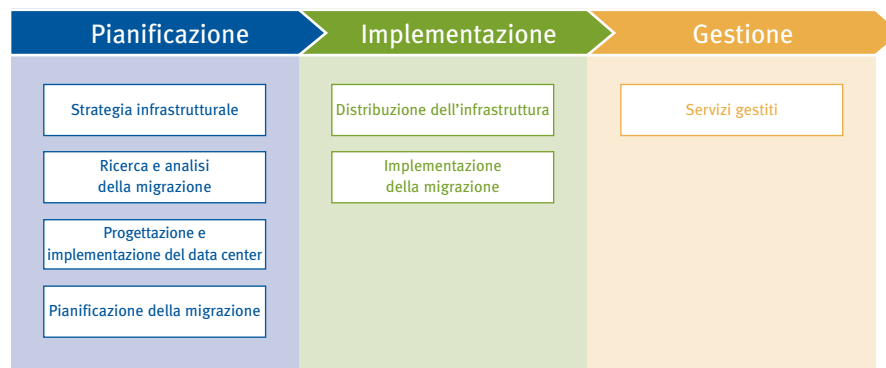 Pianificazione
Implementazione
Gestione
Strategia infrastrutturale
Ricerca e analisi
della migrazione
Progettazione e
implementazione del data center
Pianificazione della migrazione
Distribuzione dell’infrastruttura
Implementazione
della migrazione
Servizi gestiti